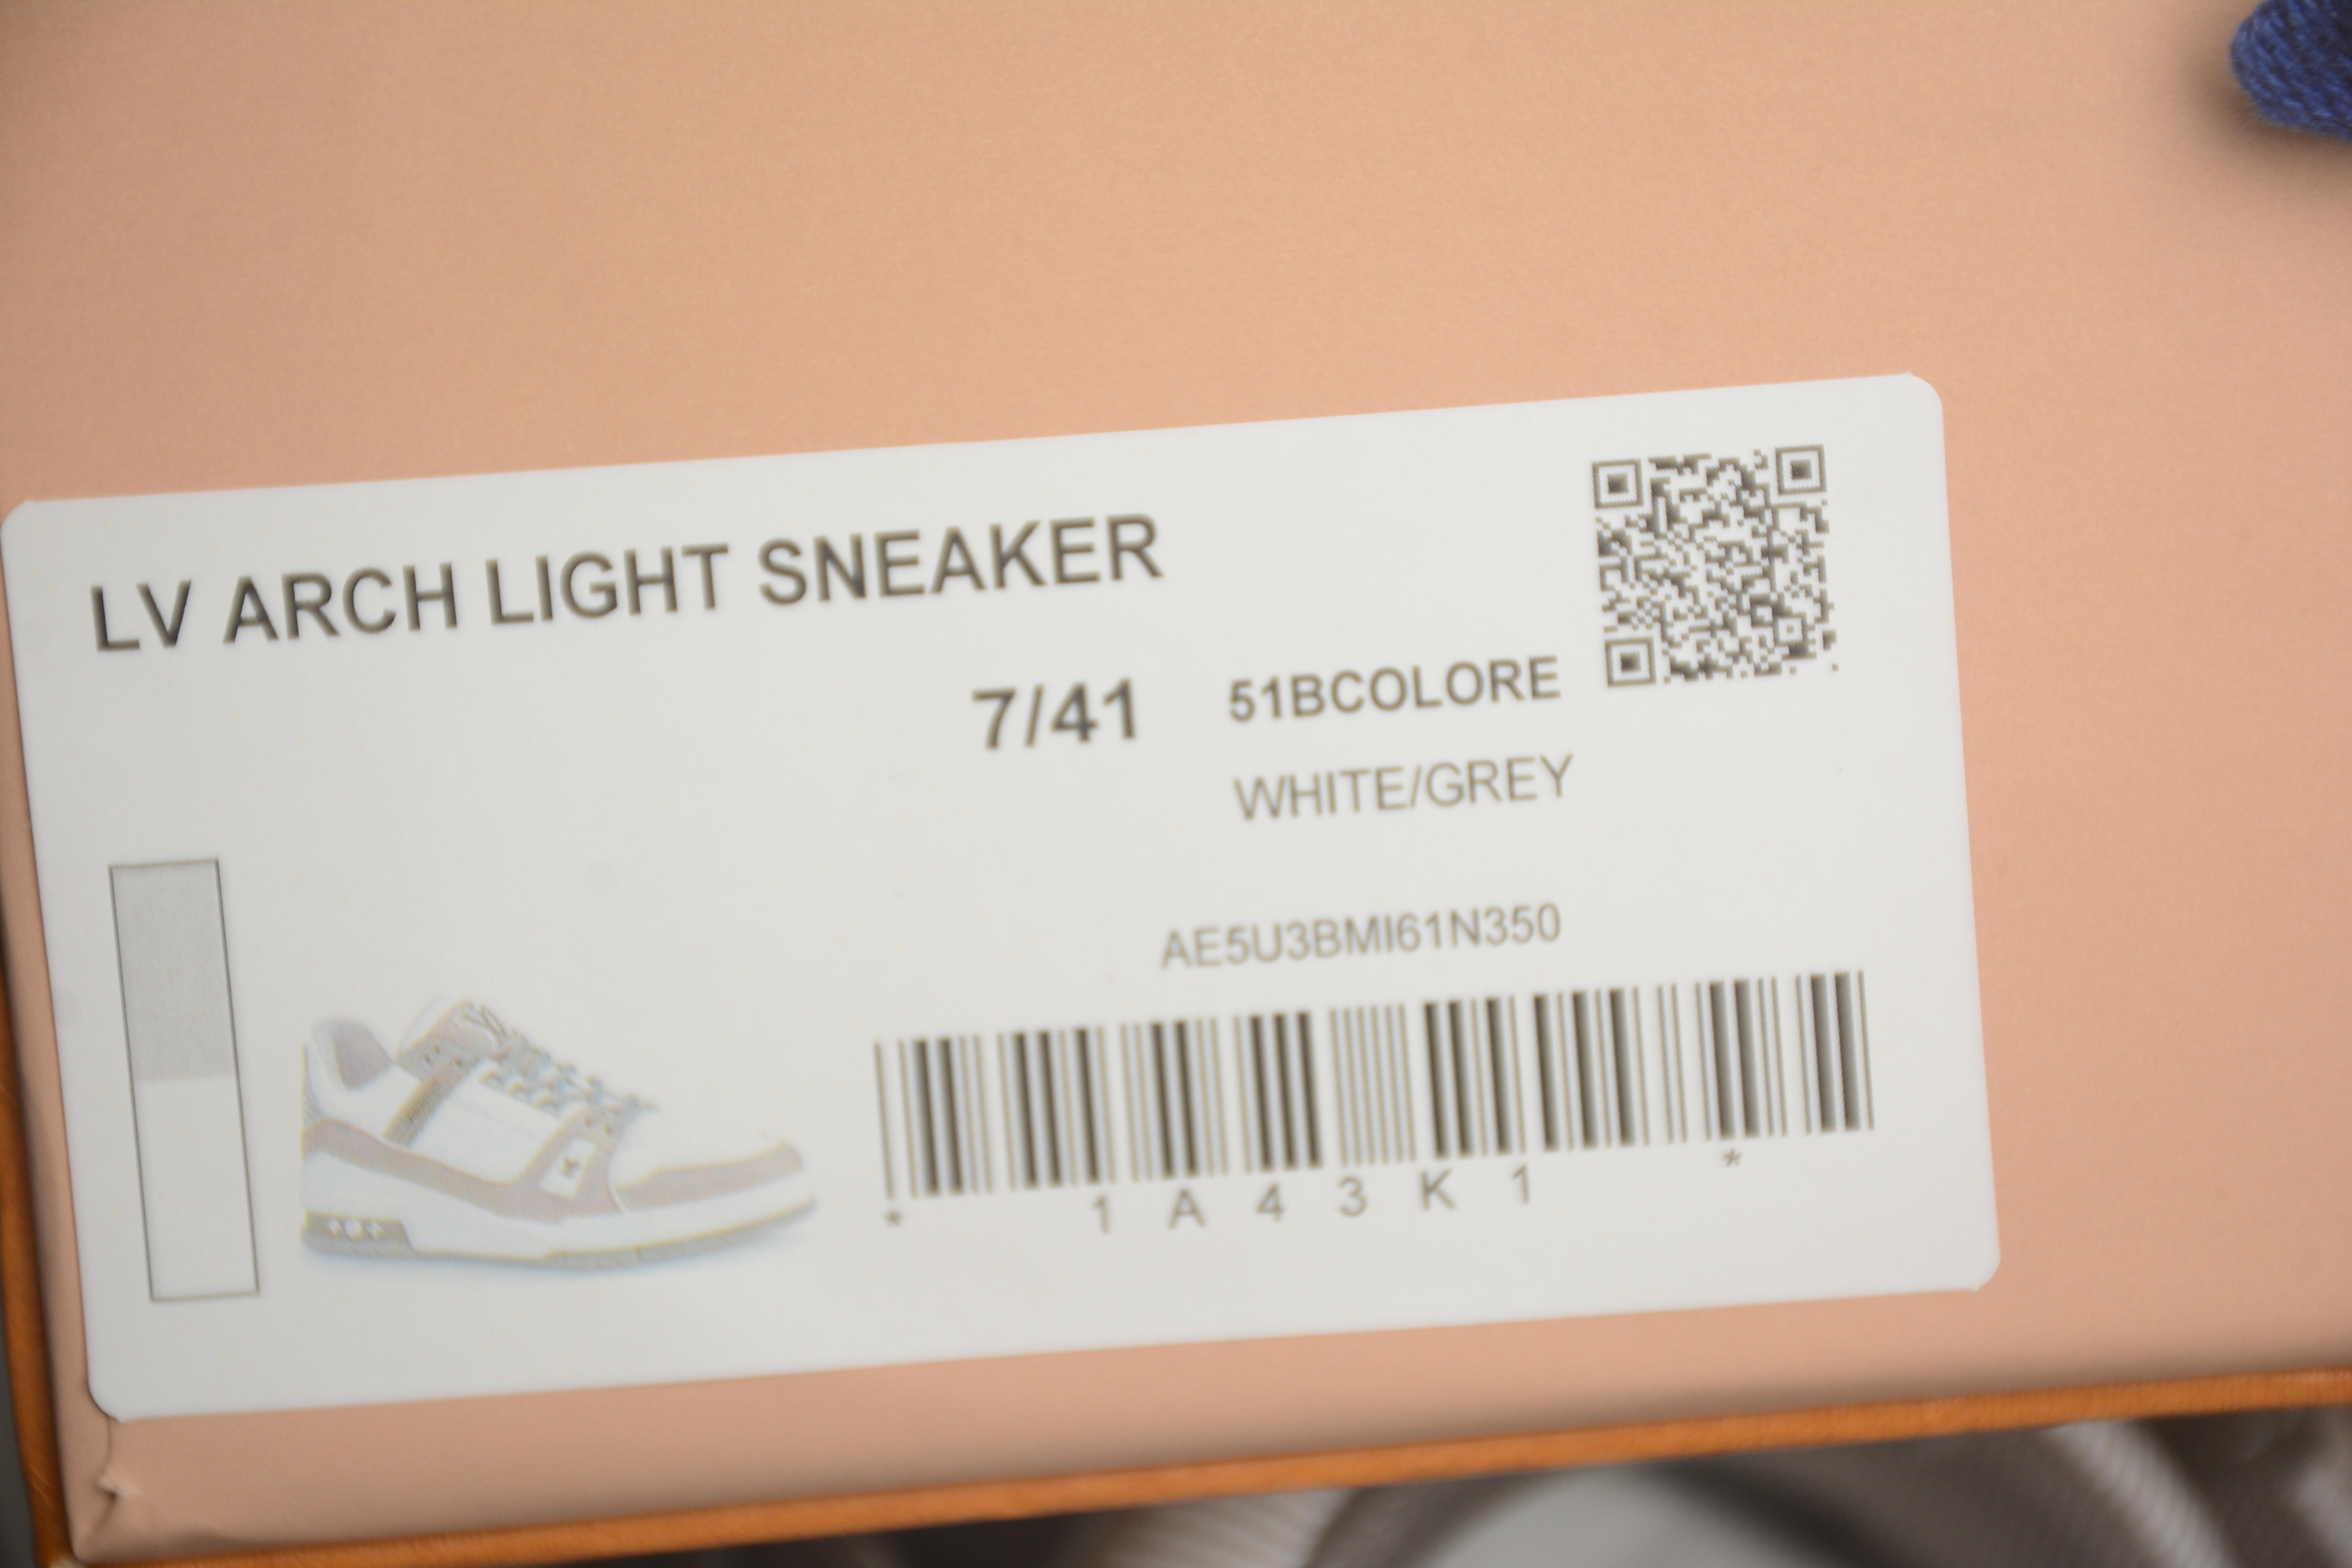 LV ARCH LIGHT SNEAKER
7/41 51BCOLORE
WHITE/GREY
AE5U3BMI61N350
* 1 A 4 3 K 1 *